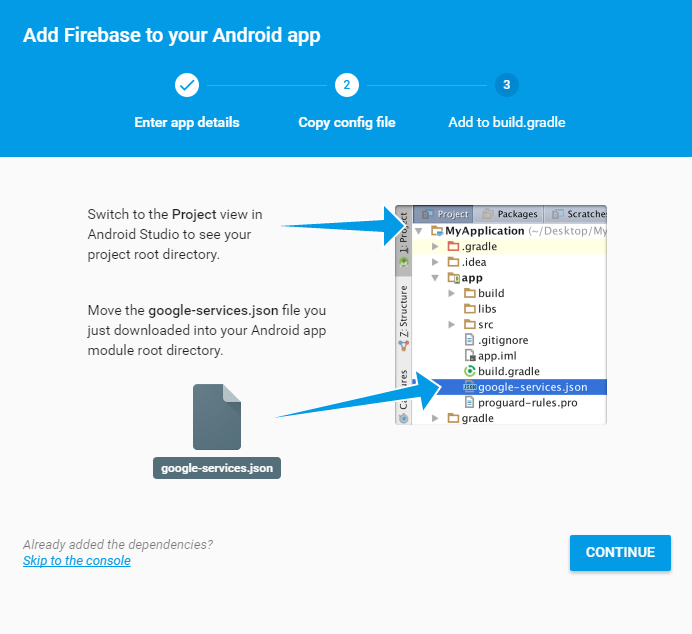 Add Firebase to your Android app
2
3
Enter app details
Copy config file
Add to build.gradle
Switch to the Project view in
Android Studio to see your
project root directory.
Move the google-services.json file you
just downloaded into your Android app
module root directory.
google-services.json
1: Project
Z: Structure
Project
Packages
Scratches
MyApplication (~/Desktop/My
.gradle
.idea
app
build
libs
src
.gitignore
app.iml
build.gradle
google-services.json
proguard-rules.pro
gradle
Already added the dependencies?
Skip to the console
CONTINUE